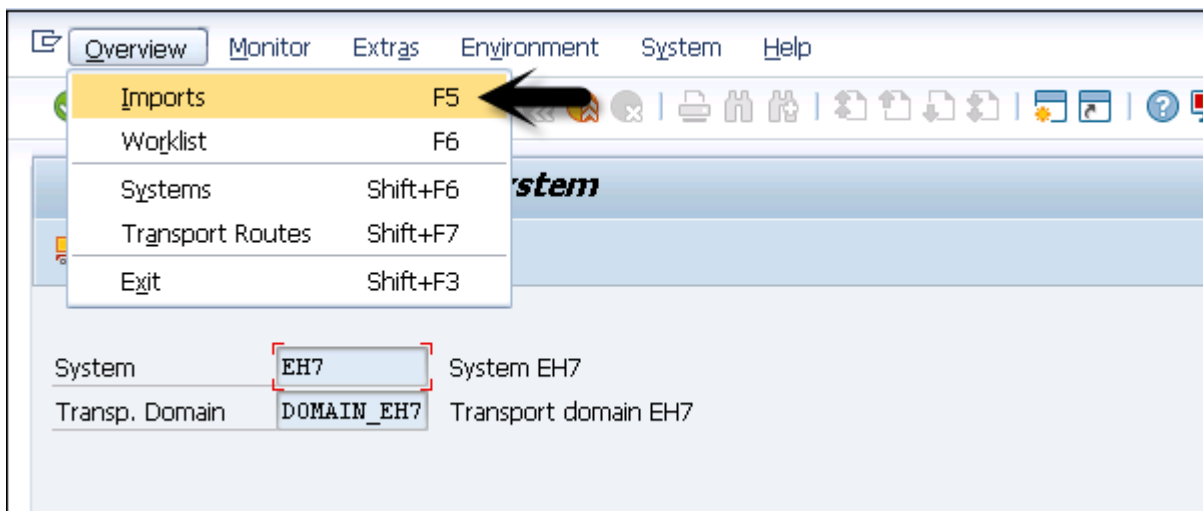 Overview Monitor Extras Environment System Help
Imports F5
Worklist F6
Systems Shift+F6
stem
Transport Routes Shift+F7
Exit Shift+F3
System EH7 System EH7
Transp. Domain DOMAIN_EH7 Transport domain EH7